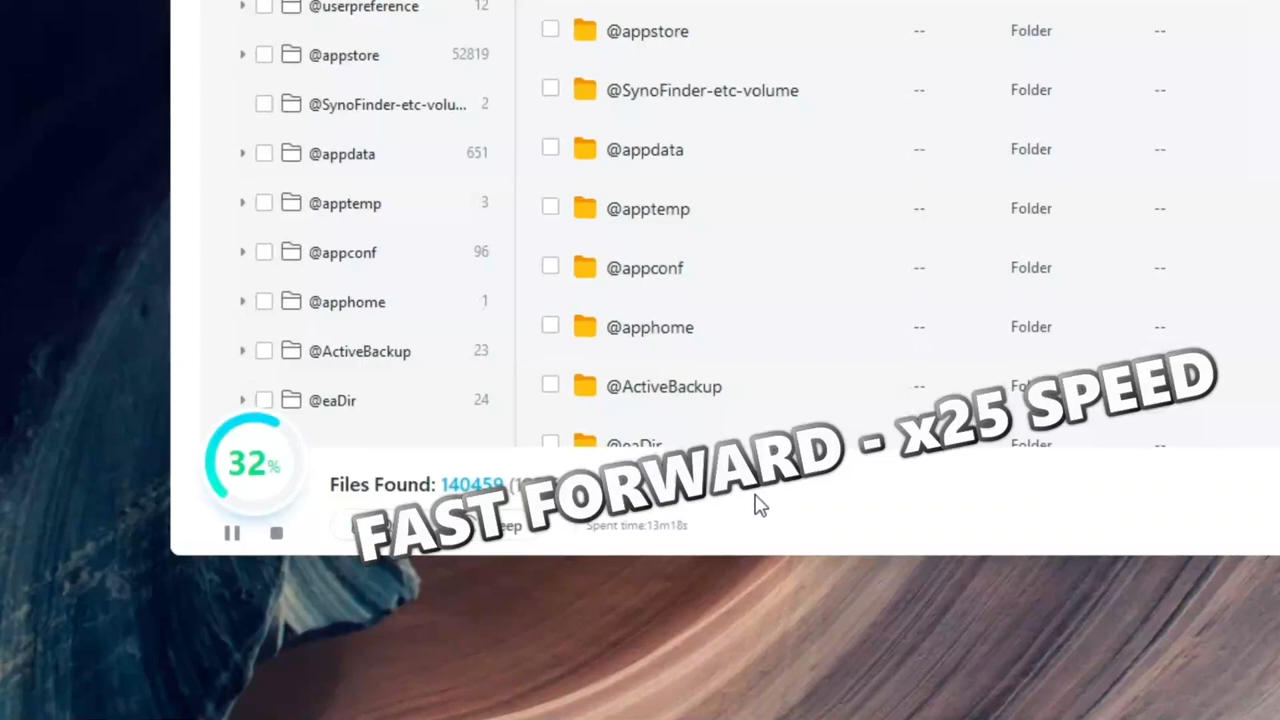 @userpreference 12
@appstore 52819
@SynoFinder-etc-volu... 2
@appdata 651
@apptemp 3
@appconf 96
@apphome 1
@ActiveBackup 23
@eaDir 24
@appstore -- Folder --
@SynoFinder-etc-volume -- Folder --
@appdata -- Folder --
@apptemp -- Folder --
@appconf -- Folder --
@apphome -- Folder --
@ActiveBackup --
@eaDir Folder --
32%
Files Found: 140459
Spent time:13m18s
FAST FORWARD - x25 SPEED